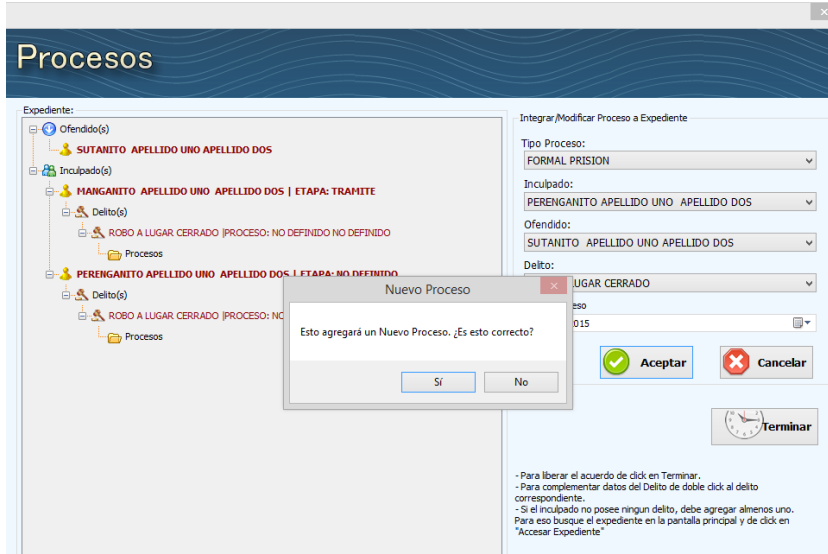 Procesos
Expediente:
Ofendido(s)
SUTANITO APELLIDO UNO APELLIDO DOS
Inculpado(s)
MANGANITO APELLIDO UNO APELLIDO DOS | ETAPA: TRAMITE
Delito(s)
ROBO A LUGAR CERRADO |PROCESO: NO DEFINIDO NO DEFINIDO
Procesos
PERENGANITO APELLIDO UNO APELLIDO DOS | ETAPA: NO DEFINIDO
Delito(s)
ROBO A LUGAR CERRADO |PROCESO: NO
Procesos
Integrar/Modificar Proceso a Expediente
Tipo Proceso:
FORMAL PRISION
Inculpado:
PERENGANITO APELLIDO UNO APELLIDO DOS
Ofendido:
SUTANITO APELLIDO UNO APELLIDO DOS
Delito:
UGAR CERRADO
eso
015
Aceptar
Cancelar
Terminar
- Para liberar el acuerdo de click en Terminar.
- Para complementar datos del Delito de doble click al delito
correspondiente.
- Si el inculpado no posee ningun delito, debe agregar almenos uno.
Para eso busque el expediente en la pantalla principal y de click en
"Accesar Expediente"
Nuevo Proceso
Esto agregará un Nuevo Proceso. ¿Es esto correcto?
Sí
No